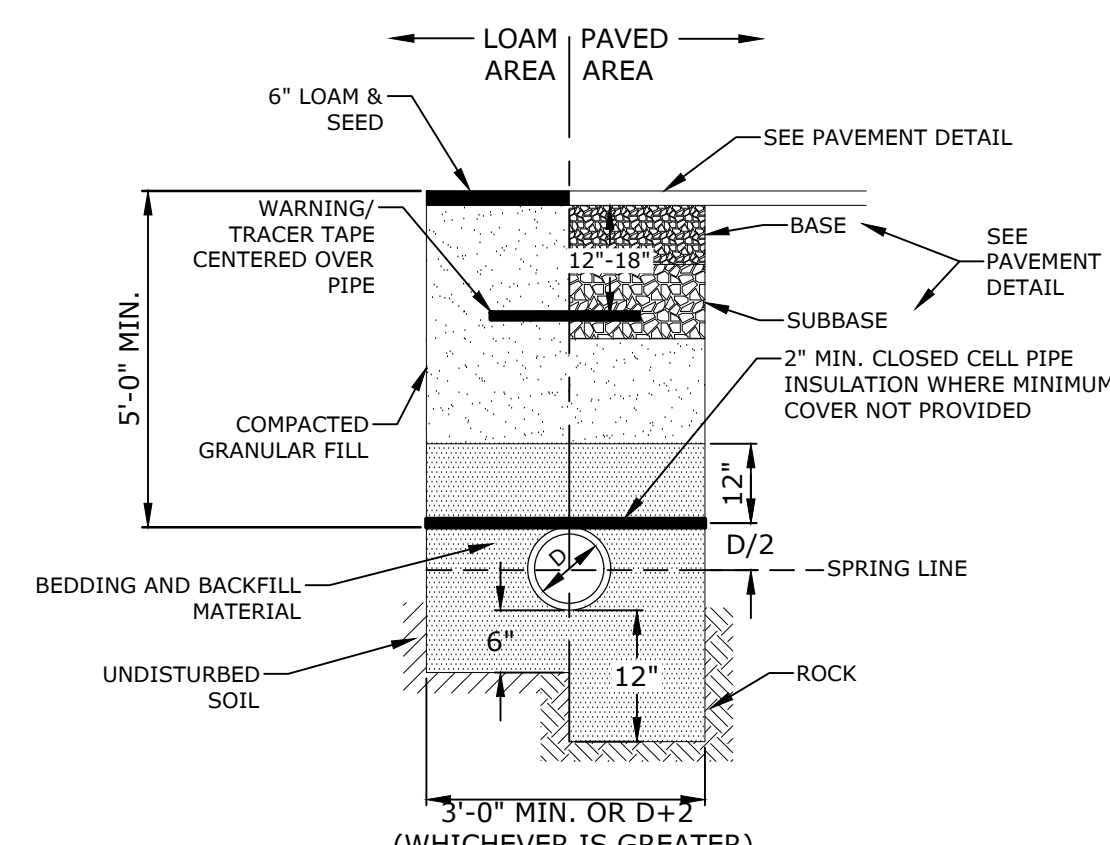 LOAM
AREA
PAVED
AREA
6" LOAM &
SEED
SEE PAVEMENT DETAIL
WARNING/
TRACER TAPE
CENTERED OVER
PIPE
BASE
12"-18"
SEE
PAVEMENT
DETAIL
SUBBASE
5'-0" MIN.
2" MIN. CLOSED CELL PIPE
INSULATION WHERE MINIMUM
COVER NOT PROVIDED
COMPACTED
GRANULAR FILL
12"
D/2
D
SPRING LINE
BEDDING AND BACKFILL
MATERIAL
6"
12"
UNDISTURBED
SOIL
ROCK
3'-0" MIN. OR D+2
(WHICHEVER IS GREATER)